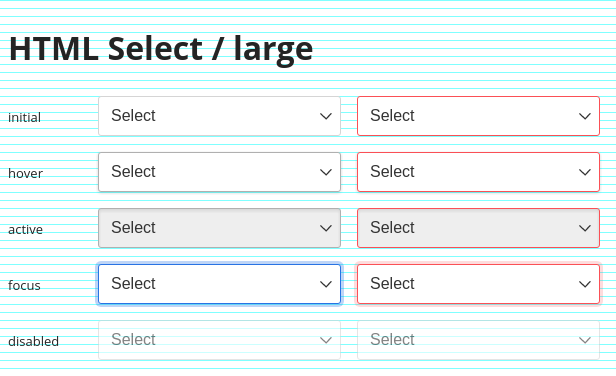 HTML Select / large
initial Select Select
hover Select Select
active Select Select
focus Select Select
disabled Select Select